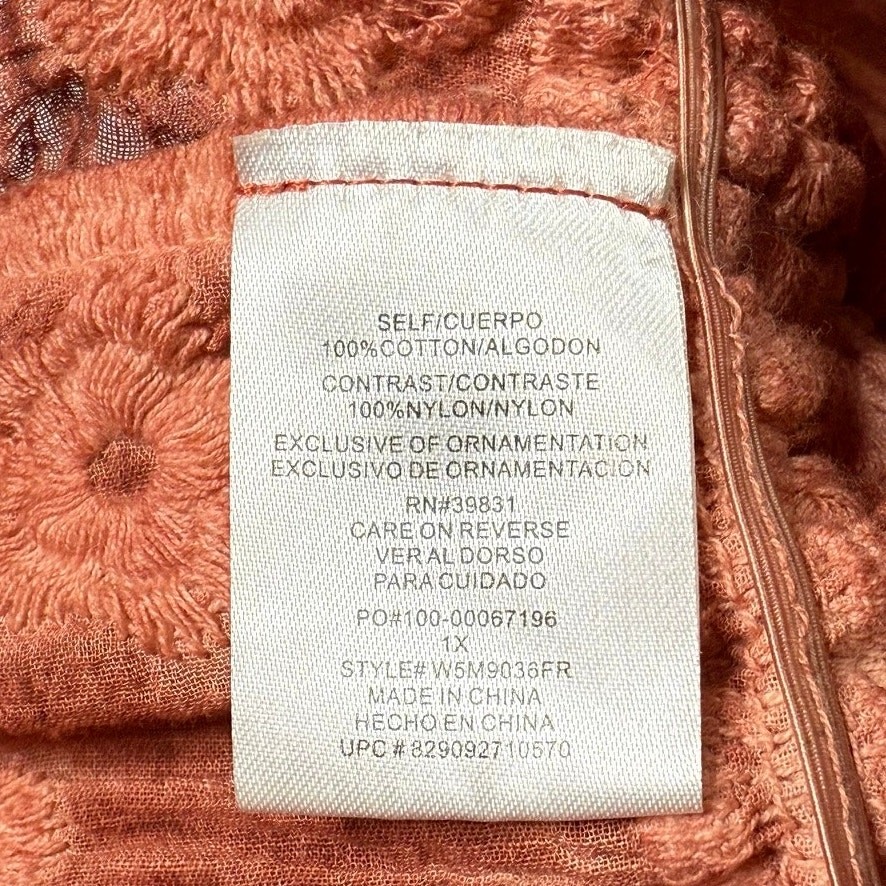 SELF/CUERPO
100%COTTON/ALGODON
CONTRAST/CONTRASTE
100%NYLON/NYLON
EXCLUSIVE OF ORNAMENTATION
EXCLUSIVO DE ORNAMENTACION
RN#39831
CARE ON REVERSE
VER AL DORSO
PARA CUIDADO
PO#100-00067196
1X
STYLE# W5M9036FR
MADE IN CHINA
HECHO EN CHINA
UPC # 829092710570